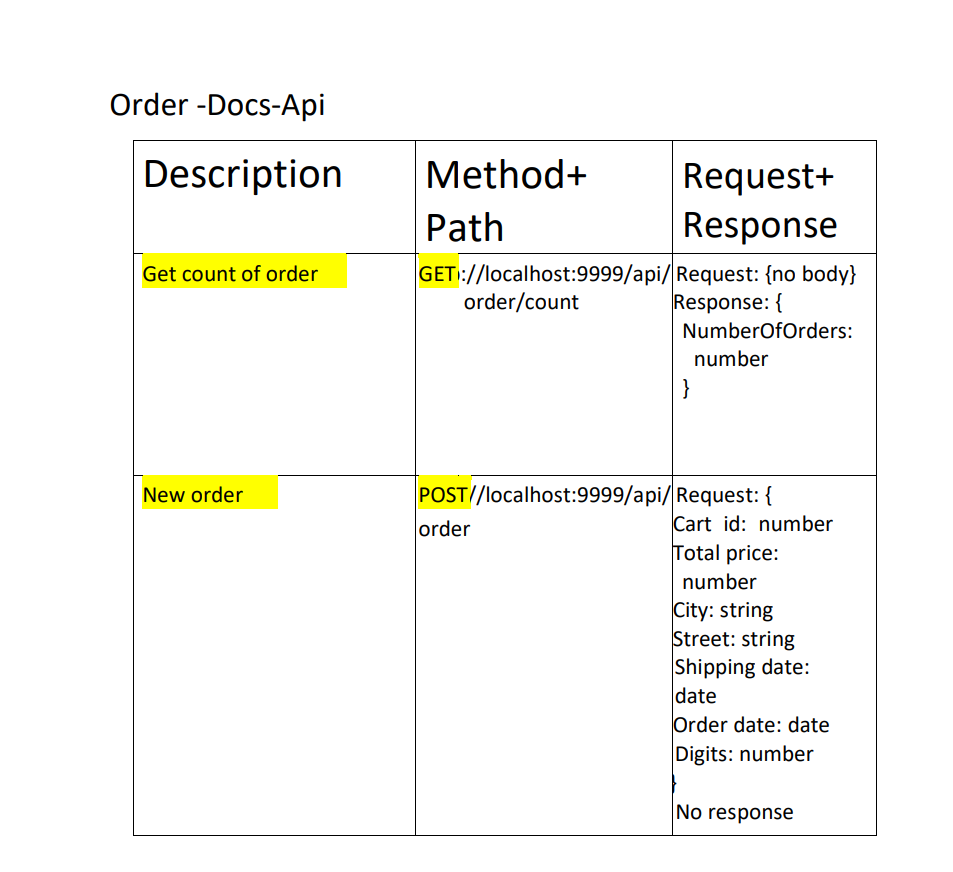 Order -Docs-Api
Description
Method+
Path
Request+
Response
Get count of order
GET://localhost:9999/api/
order/count
Request: {no body}
Response: {
NumberOfOrders:
number
}
New order
POST//localhost:9999/api/
order
Request: {
Cart id: number
Total price:
number
City: string
Street: string
Shipping date:
date
Order date: date
Digits: number
}
No response